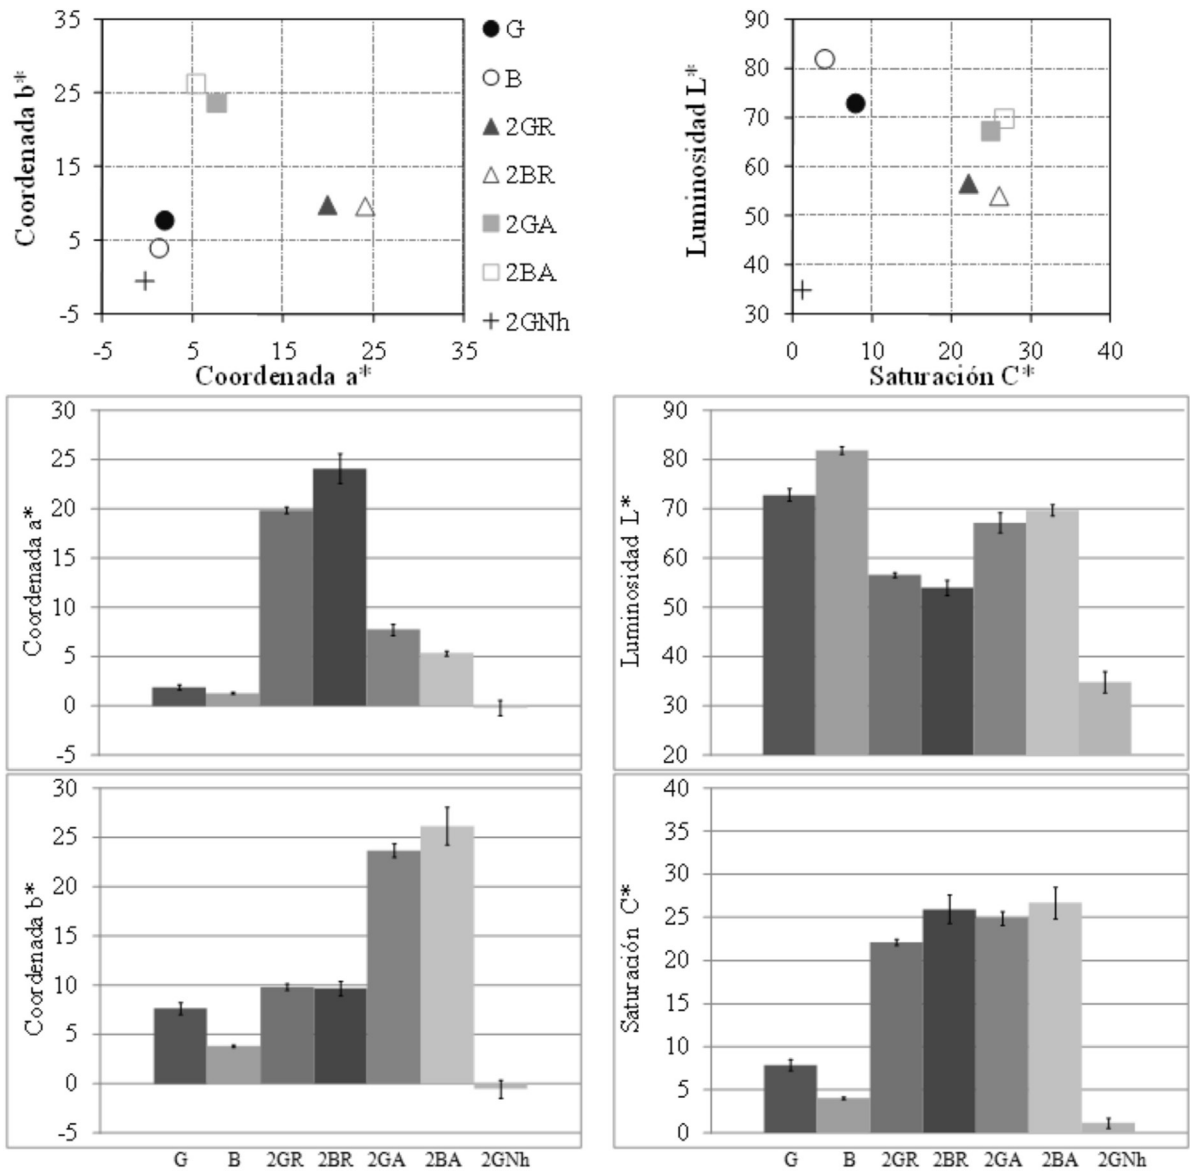 35
25
15
5
-5
Coordenada b*
-5 5 15 25 35
Coordenada a*
G
B
2GR
2BR
2GA
2BA
2GNh
90
80
70
60
50
40
30
Luminosidad L*
0 10 20 30 40
Saturación C*
30
25
20
15
10
5
0
-5
Coordenada a*
90
80
70
60
50
40
30
20
Luminosidad L*
30
25
20
15
10
5
0
-5
Coordenada b*
G B 2GR 2BR 2GA 2BA 2GNh
40
35
30
25
20
15
10
5
0
Saturación C*
G B 2GR 2BR 2GA 2BA 2GNh